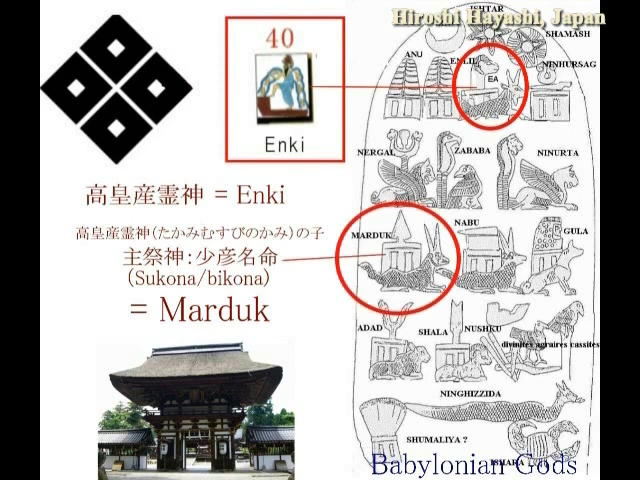 Hiroshi Hayashi, Japan
40
Enki
高皇産霊神 = Enki
高皇産霊神(たかみむすびのかみ)の子
主祭神:少彦名命
(Sukona/bikona)
= Marduk
ISHTAR
SHAMASH
ANU
ENLIL
EA
NINHURSAG
NERGAL
ZABABA
NINURTA
MARDUK
NABU
GULA
ADAD
SHALA
NUSHKU
divinites agraires cassites
NINGHIZZIDA
SHUMALIYA ?
ISHARA
Babylonian Gods